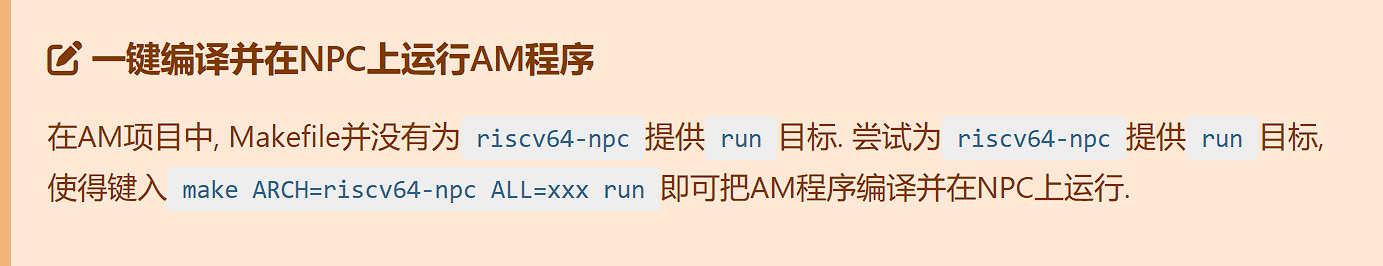 一键编译并在NPC上运行AM程序
在AM项目中, Makefile并没有为 riscv64-npc 提供 run 目标. 尝试为 riscv64-npc 提供 run 目标,
使得键入 make ARCH=riscv64-npc ALL=xxx run 即可把AM程序编译并在NPC上运行.